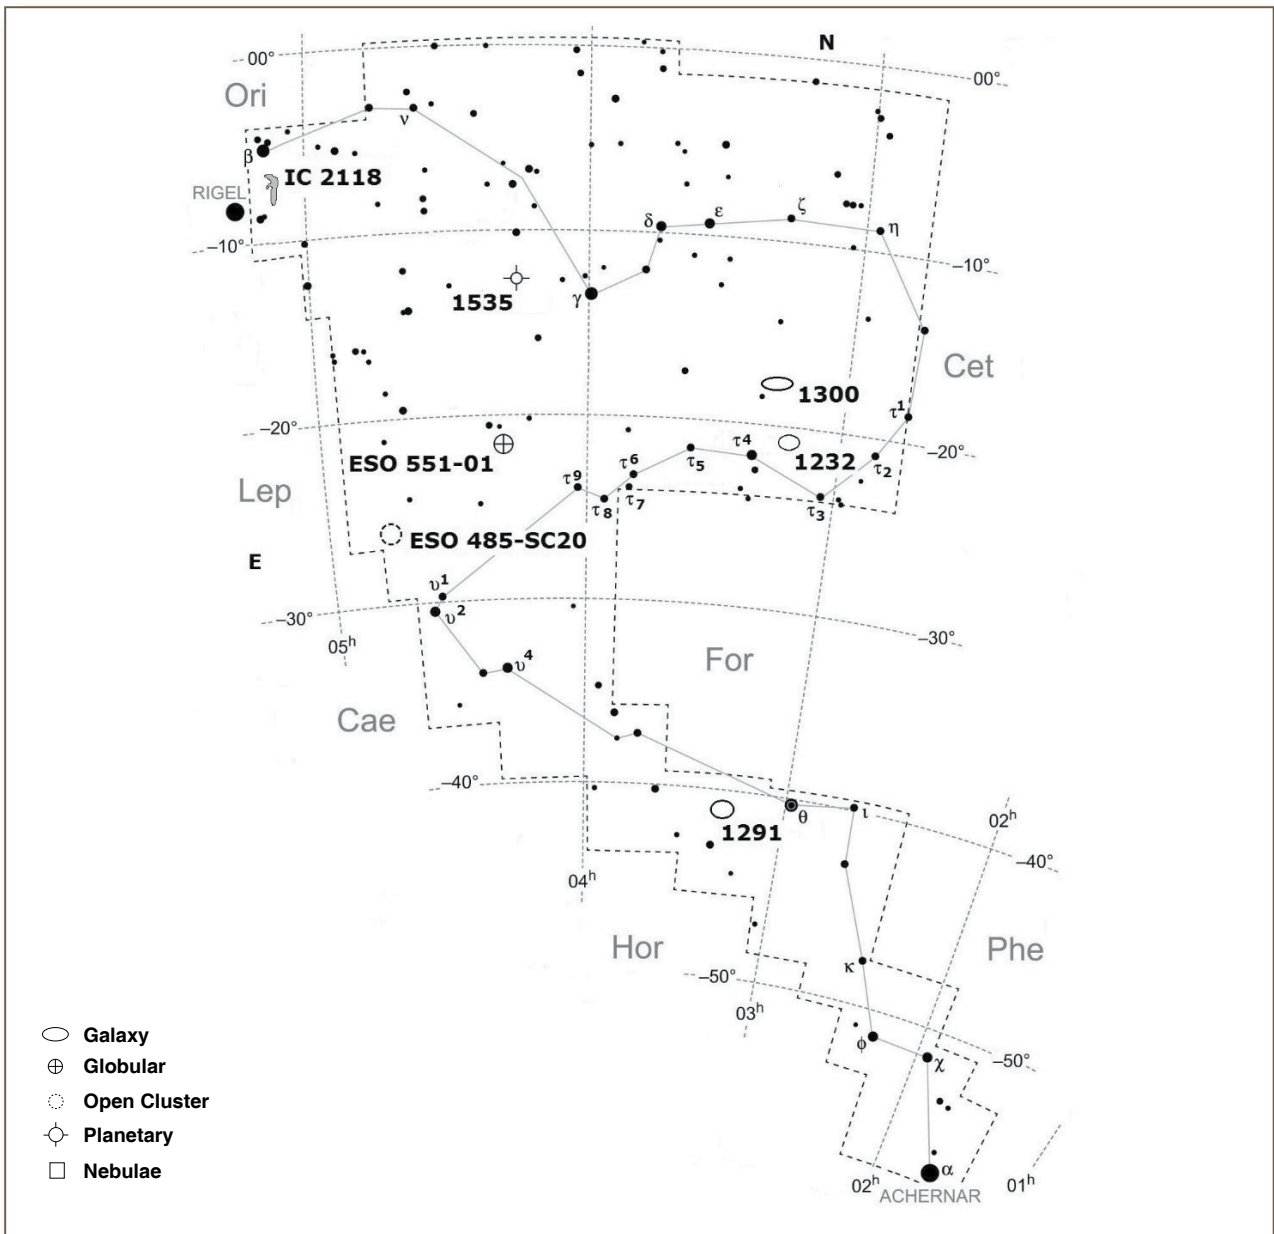 N
00°
00°
Ori
ν
β
IC 2118
RIGEL
δ
ε
ζ
η
–10°
–10°
1535
γ
Cet
1300
τ1
–20°
τ4
–20°
ESO 551-01
τ6
τ5
1232
τ2
Lep
τ9
τ7
τ8
τ3
ESO 485-SC20
E
υ1
υ2
–30°
–30°
05h
υ4
For
Cae
–40°
θ
ι
02h
1291
–40°
04h
Hor
κ
Phe
–50°
03h
Galaxy
φ
–50°
χ
Globular
Open Cluster
Planetary
Nebulae
α
02h
ACHERNAR
01h